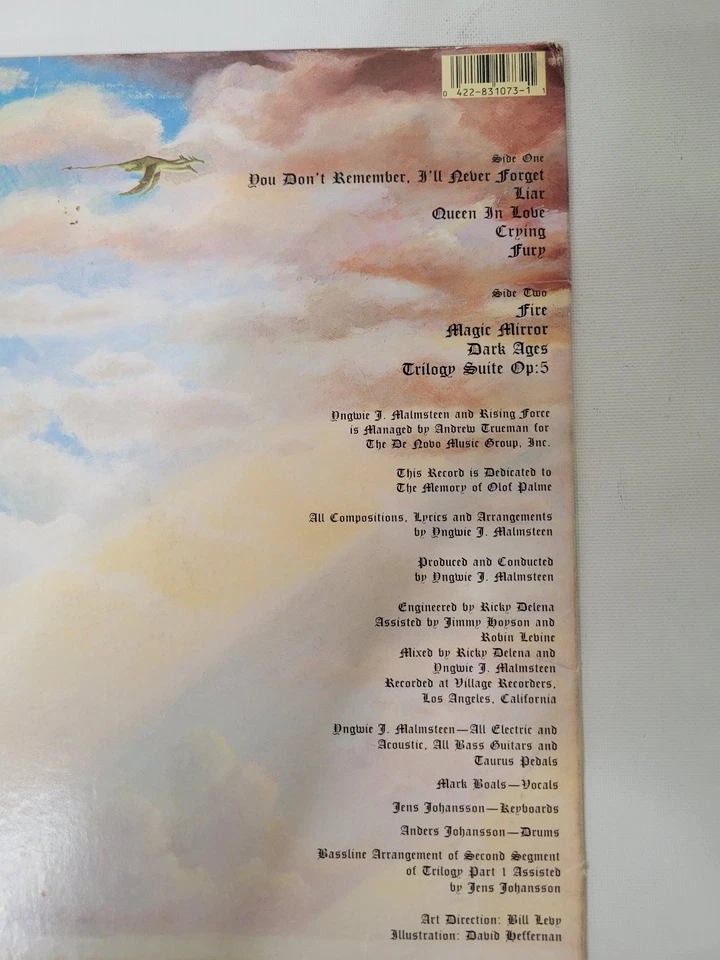 0 422-831073-1 1
Side One
You Don't Remember, I'll Never Forget
Liar
Queen In Love
Crying
Fury
Side Two
Fire
Magic Mirror
Dark Ages
Trilogy Suite Op:5
Yngwie J. Malmsteen and Rising Force
is Managed by Andrew Trueman for
The De Novo Music Group, Inc.
This Record is Dedicated to
The Memory of Olof Palme
All Compositions, Lyrics and Arrangements
by Yngwie J. Malmsteen
Produced and Conducted
by Yngwie J. Malmsteen
Engineered by Ricky Delena
Assisted by Jimmy Hoyson and
Robin Levine
Mixed by Ricky Delena and
Yngwie J. Malmsteen
Recorded at Village Recorders,
Los Angeles, California
Yngwie J. Malmsteen—All Electric and
Acoustic, All Bass Guitars and
Taurus Pedals
Mark Boals—Vocals
Jens Johansson—Keyboards
Anders Johansson—Drums
Bassline Arrangement of Second Segment
of Trilogy Part 1 Assisted
by Jens Johansson
Art Direction: Bill Levy
Illustration: David Heffernan